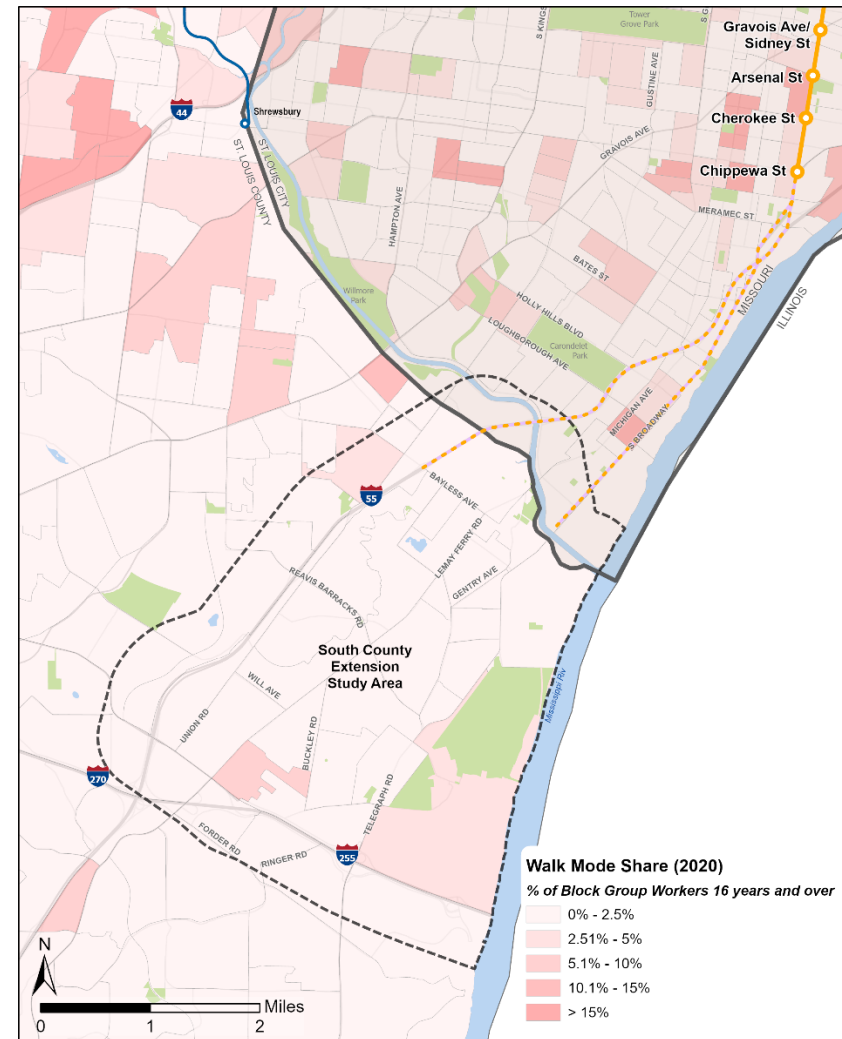 Tower
Grove Park
S KINGS
S G
Gravois Ave/
Sidney St
GUSTINE AVE
Arsenal St
44
Shrewsbury
Cherokee St
ST. LOUIS CITY
ST. LOUIS COUNTY
GRAVOIS AVE
Chippewa St
HAMPTON AVE
MERAMEC ST
BATES ST
MISSOURI
ILLINOIS
Willmore
Park
HOLLY HILLS BLVD
LOUGHBOROUGH AVE
Carondelet
Park
MICHIGAN AVE
S BROADWAY
55
BAYLESS AVE
LEMAY FERRY RD
GENTRY AVE
REAVIS BARRACKS RD
South County
Extension
Study Area
WILL AVE
UNION RD
BUCKLEY RD
Mississippi Riv
270
TELEGRAPH RD
FORDER RD
255
RINGER RD
Walk Mode Share (2020)
% of Block Group Workers 16 years and over
0% - 2.5%
2.51% - 5%
5.1% - 10%
10.1% - 15%
> 15%
N
Miles
0 1 2